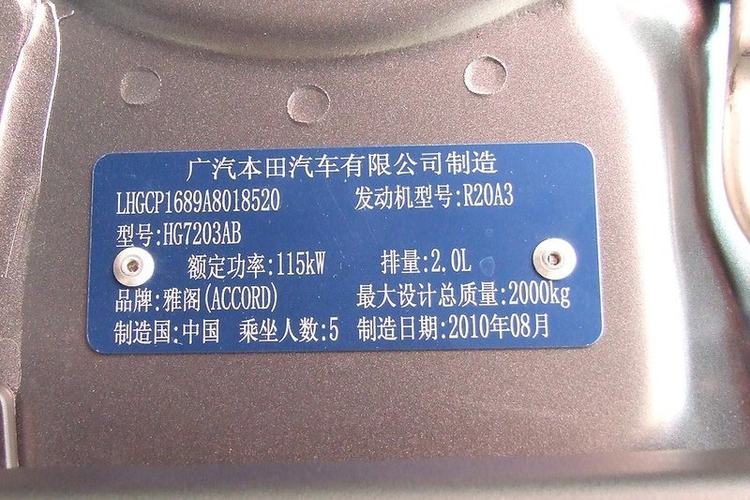 广汽本田汽车有限公司制造
LHGCP1689A8018520 发动机型号:R20A3
型号:HG7203AB
额定功率:115kW 排量:2.0L
品牌:雅阁(ACCORD) 最大设计总质量:2000kg
制造国:中国 乘坐人数:5 制造日期:2010年08月